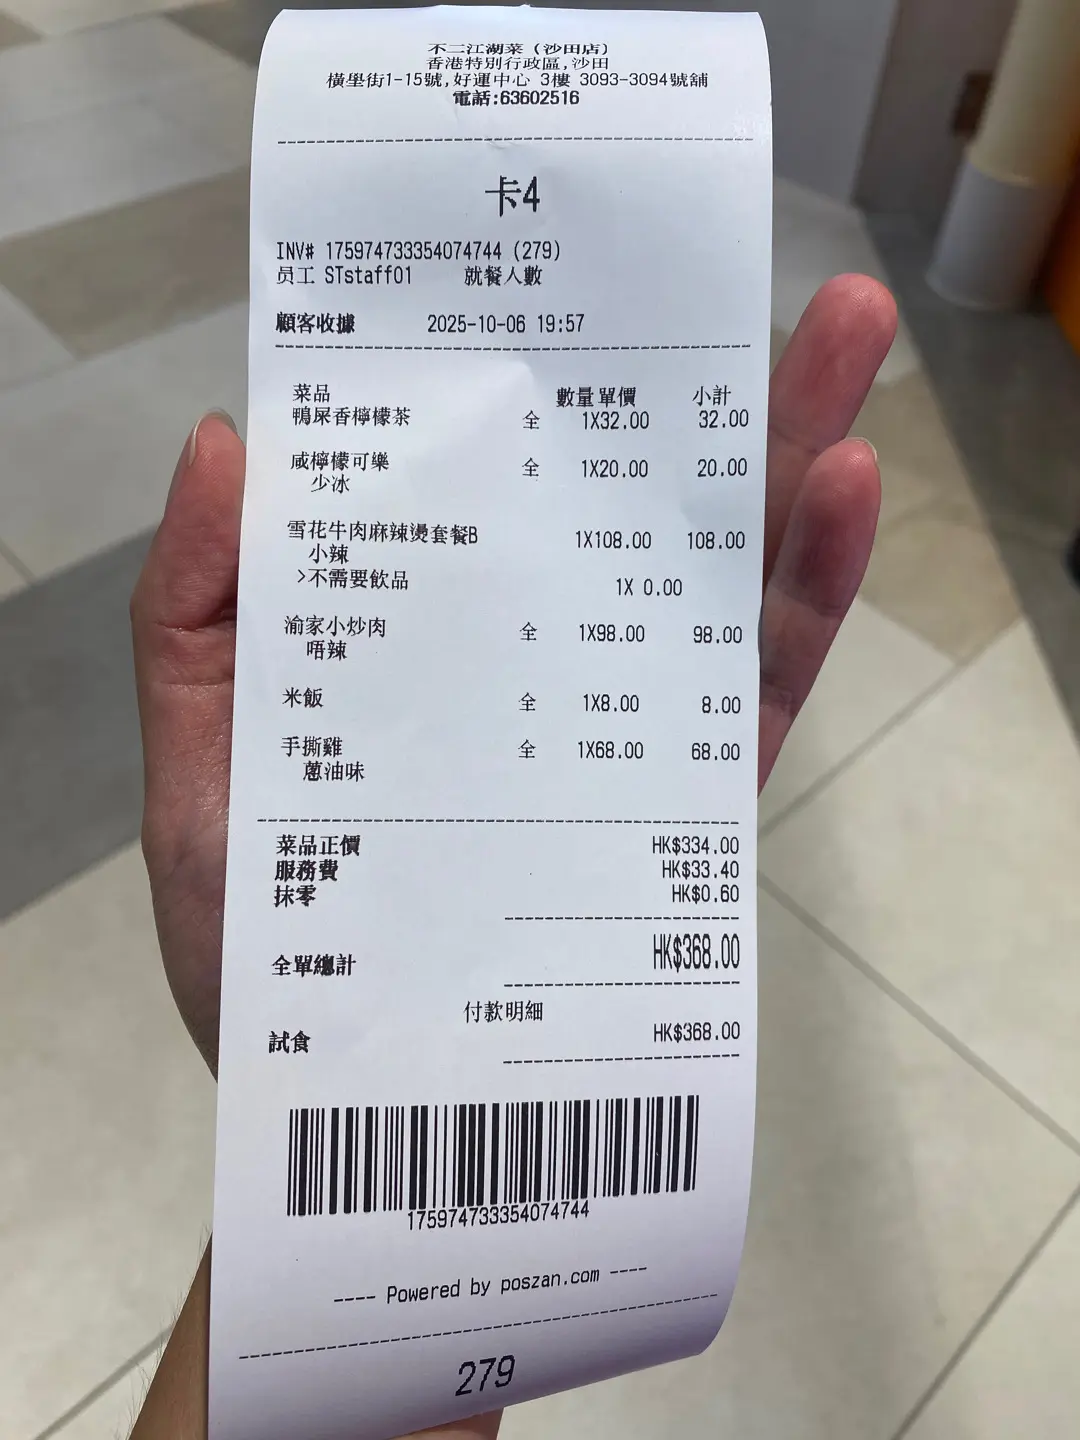 不二江湖菜 (沙田店)
香港特別行政區,沙田
橫壆街1-15號,好運中心 3樓 3093-3094號舖
電話:63602516
卡4
INV# 175974733354074744 (279)
员工 STstaff01 就餐人數
顧客收據 2025-10-06 19:57
菜品 數量 單價 小計
鴨屎香檸檬茶 全 1X32.00 32.00
咸檸檬可樂 全 1X20.00 20.00
少冰
雪花牛肉麻辣燙套餐B 1X108.00 108.00
小辣
>不需要飲品 1X 0.00
渝家小炒肉 全 1X98.00 98.00
唔辣
米飯 全 1X8.00 8.00
手撕雞 全 1X68.00 68.00
蔥油味
菜品正價 HK$334.00
服務費 HK$33.40
抹零 HK$0.60
全單總計 HK$368.00
付款明細
試食 HK$368.00
175974733354074744
---- Powered by poszan.com ----
279